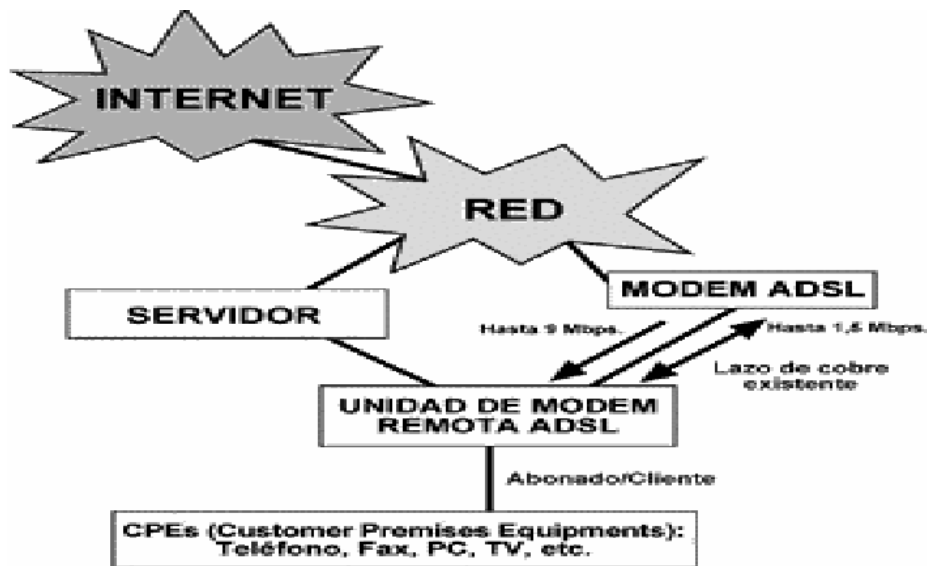 INTERNET
RED
MODEM ADSL
SERVIDOR
Hasta 9 Mbps.
Hasta 1,5 Mbps.
Lazo de cobre
existente
UNIDAD DE MODEM
REMOTA ADSL
Abonado/Cliente
CPEs (Customer Premises Equipments):
Teléfono, Fax, PC, TV, etc.